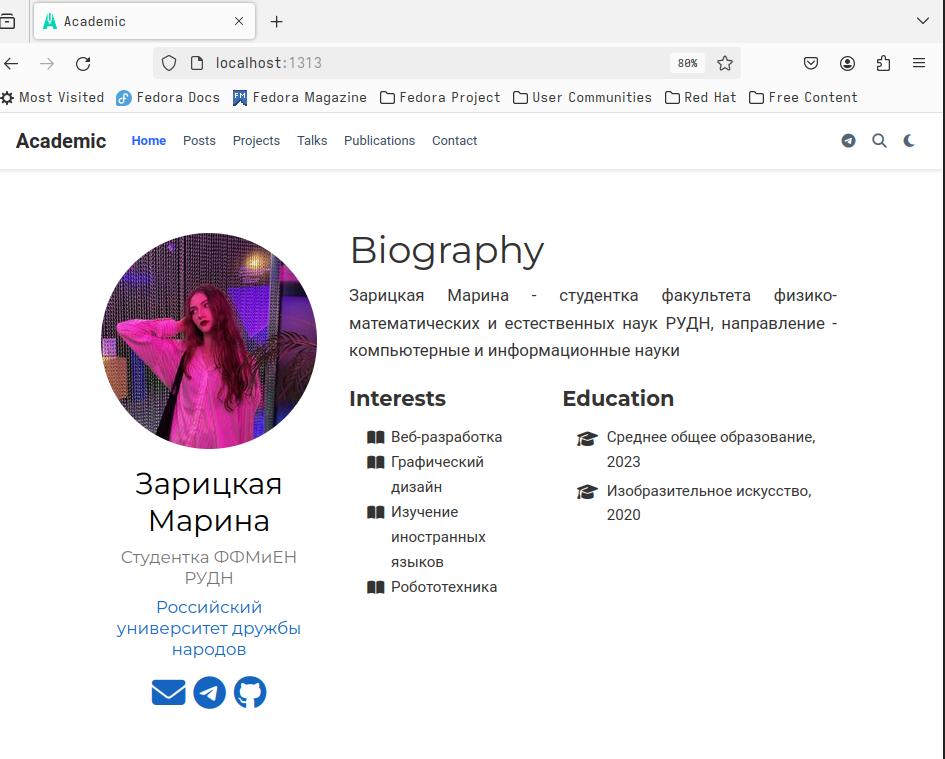 Academic
localhost:1313
80%
Most Visited Fedora Docs Fedora Magazine Fedora Project User Communities Red Hat Free Content
Academic Home Posts Projects Talks Publications Contact
Biography
Зарицкая Марина - студентка факультета физико-
математических и естественных наук РУДН, направление -
компьютерные и информационные науки
Interests
Веб-разработка
Графический
дизайн
Изучение
иностранных
языков
Робототехника
Education
Среднее общее образование,
2023
Изобразительное искусство,
2020
Зарицкая
Марина
Студентка ФФМиЕН
РУДН
Российский
университет дружбы
народов